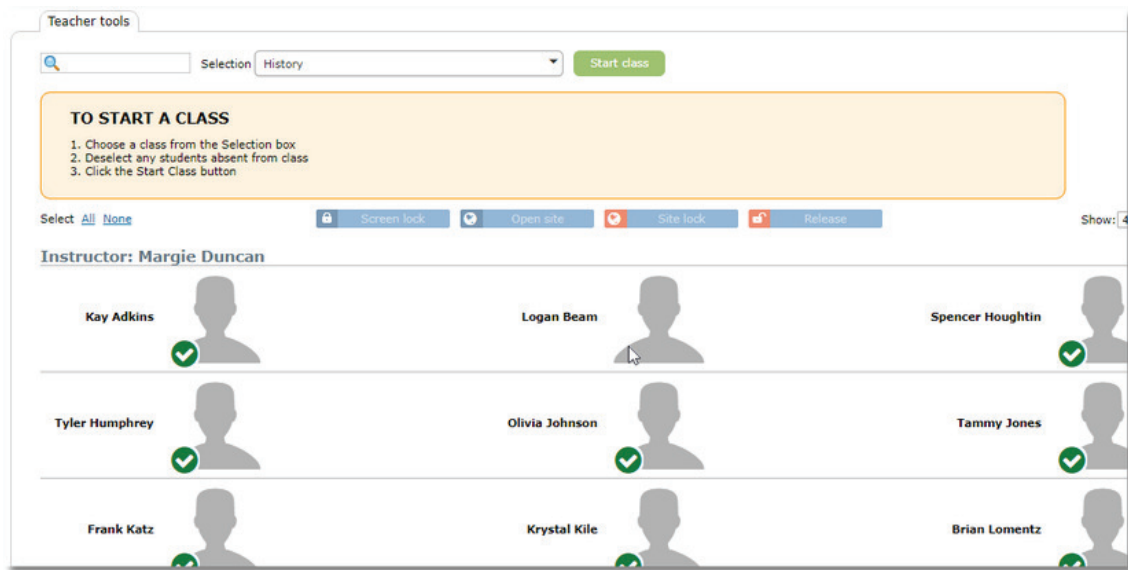 Teacher tools
Selection History Start class
TO START A CLASS
1. Choose a class from the Selection box
2. Deselect any students absent from class
3. Click the Start Class button
Select All None Screen lock Open site Site lock Release Show: 4
Instructor: Margie Duncan
Kay Adkins Logan Beam Spencer Houghtin
Tyler Humphrey Olivia Johnson Tammy Jones
Frank Katz Krystal Kile Brian Lomentz